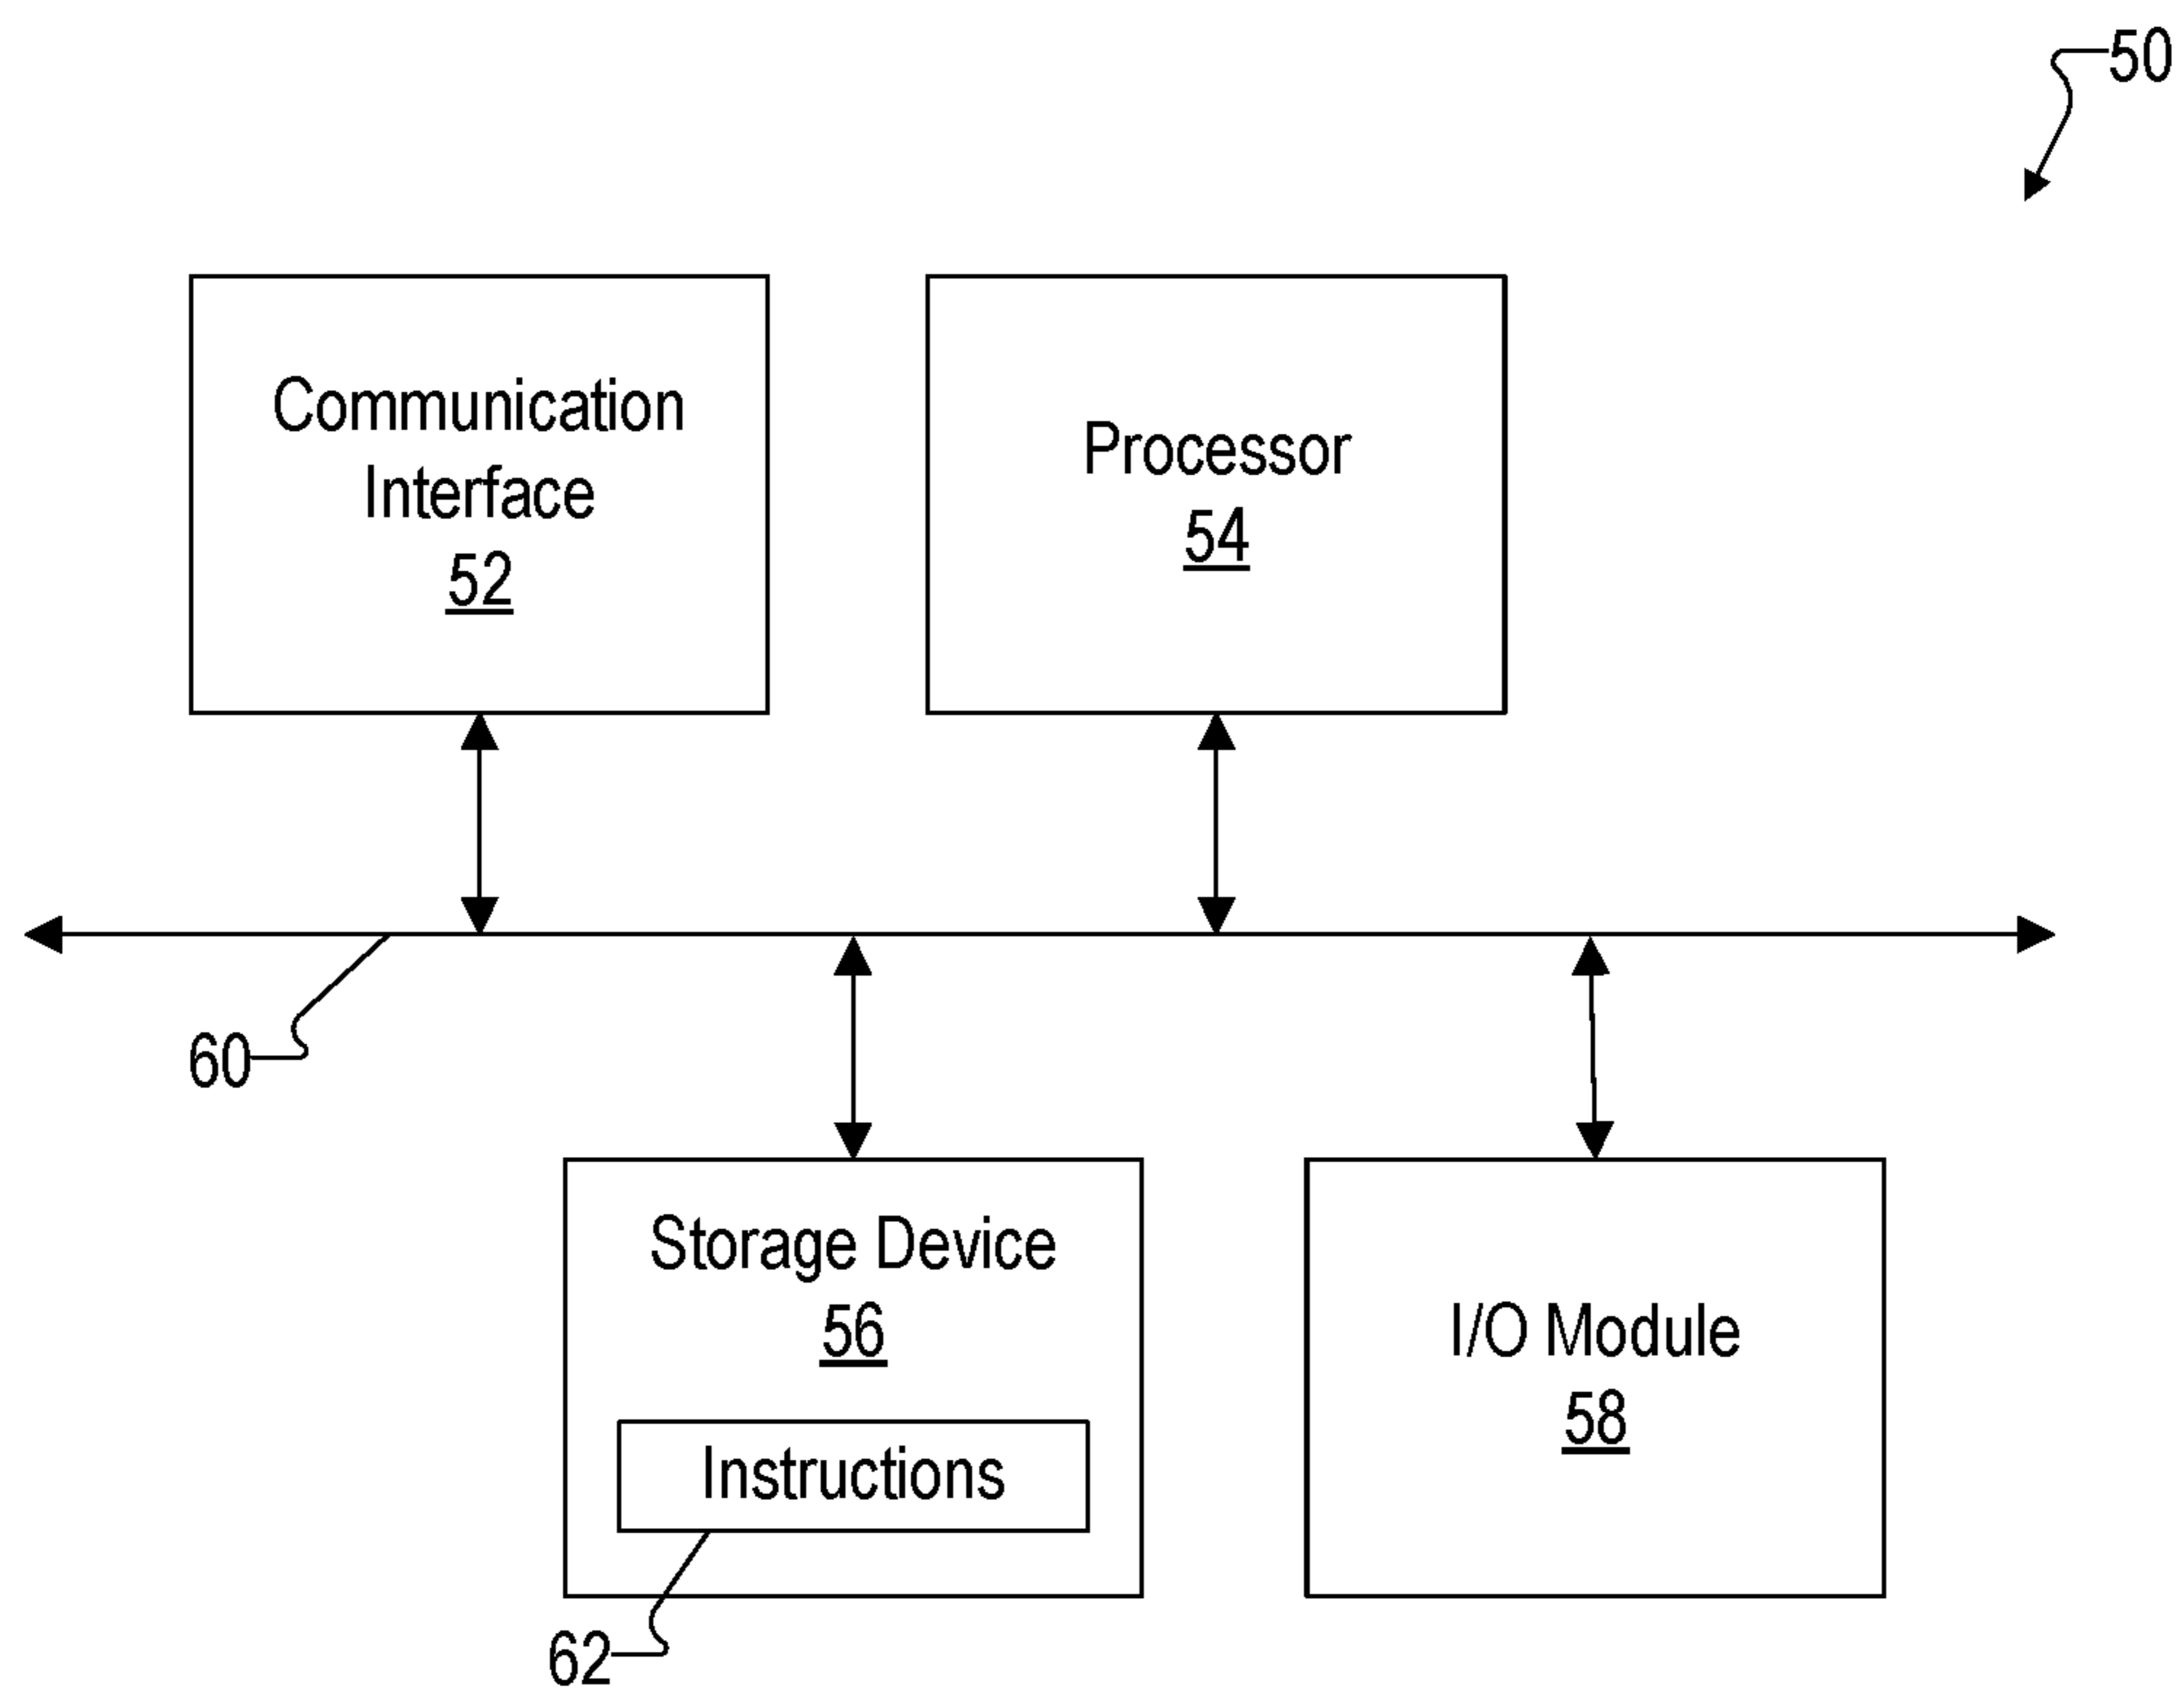 50
Communication
Interface
52
Processor
54
60
Storage Device
56
Instructions
62
I/O Module
58